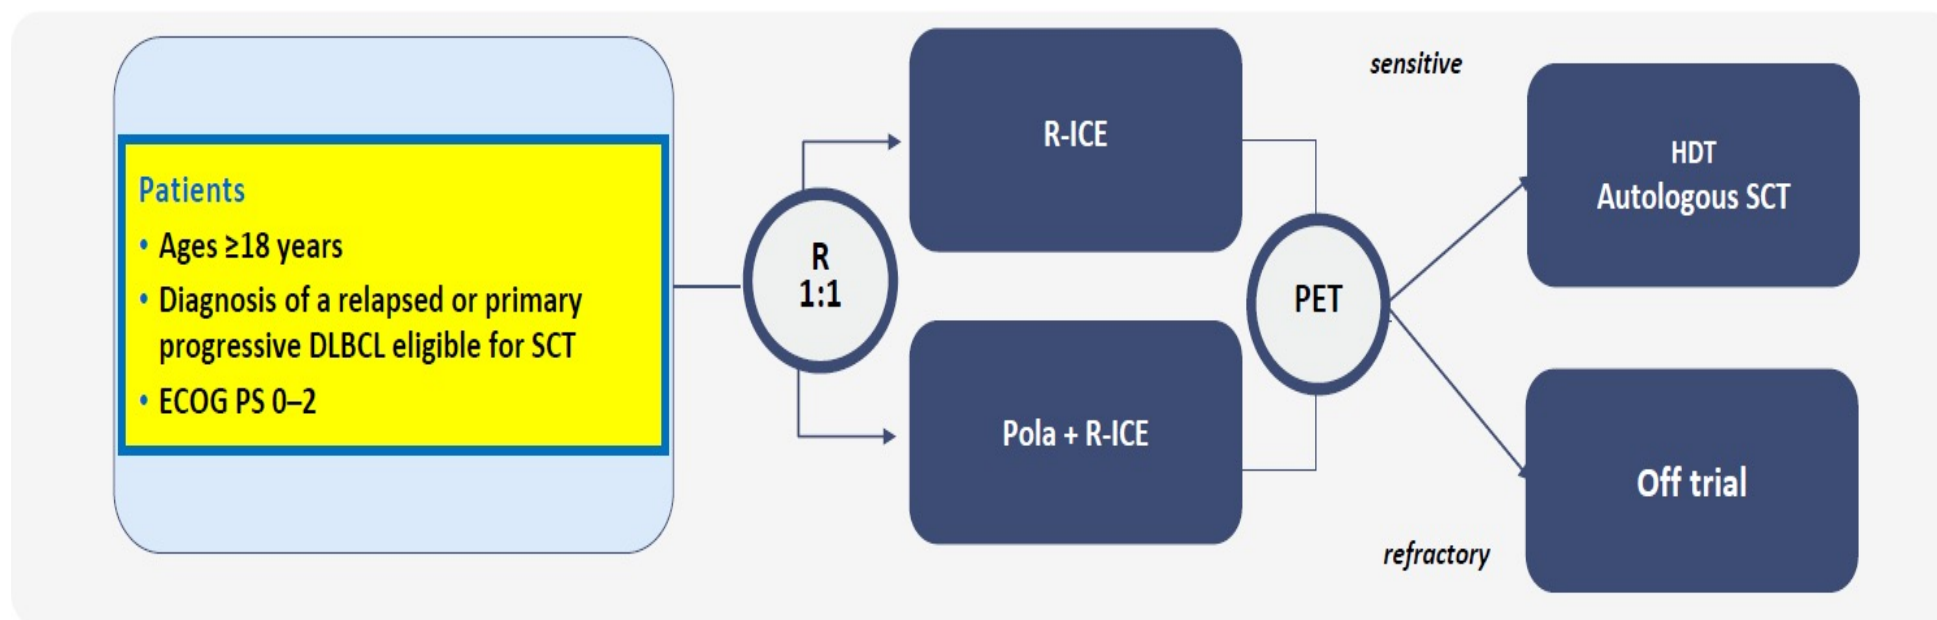 Patients
• Ages ≥18 years
• Diagnosis of a relapsed or primary
progressive DLBCL eligible for SCT
• ECOG PS 0–2
R
1:1
R-ICE
Pola + R-ICE
PET
sensitive
HDT
Autologous SCT
Off trial
refractory